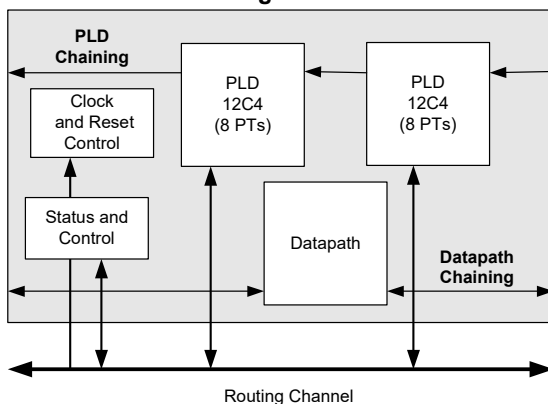 PLD
Chaining
PLD
12C4
(8 PTs)
PLD
12C4
(8 PTs)
Clock
and Reset
Control
Status and
Control
Datapath
Datapath
Chaining
Routing Channel